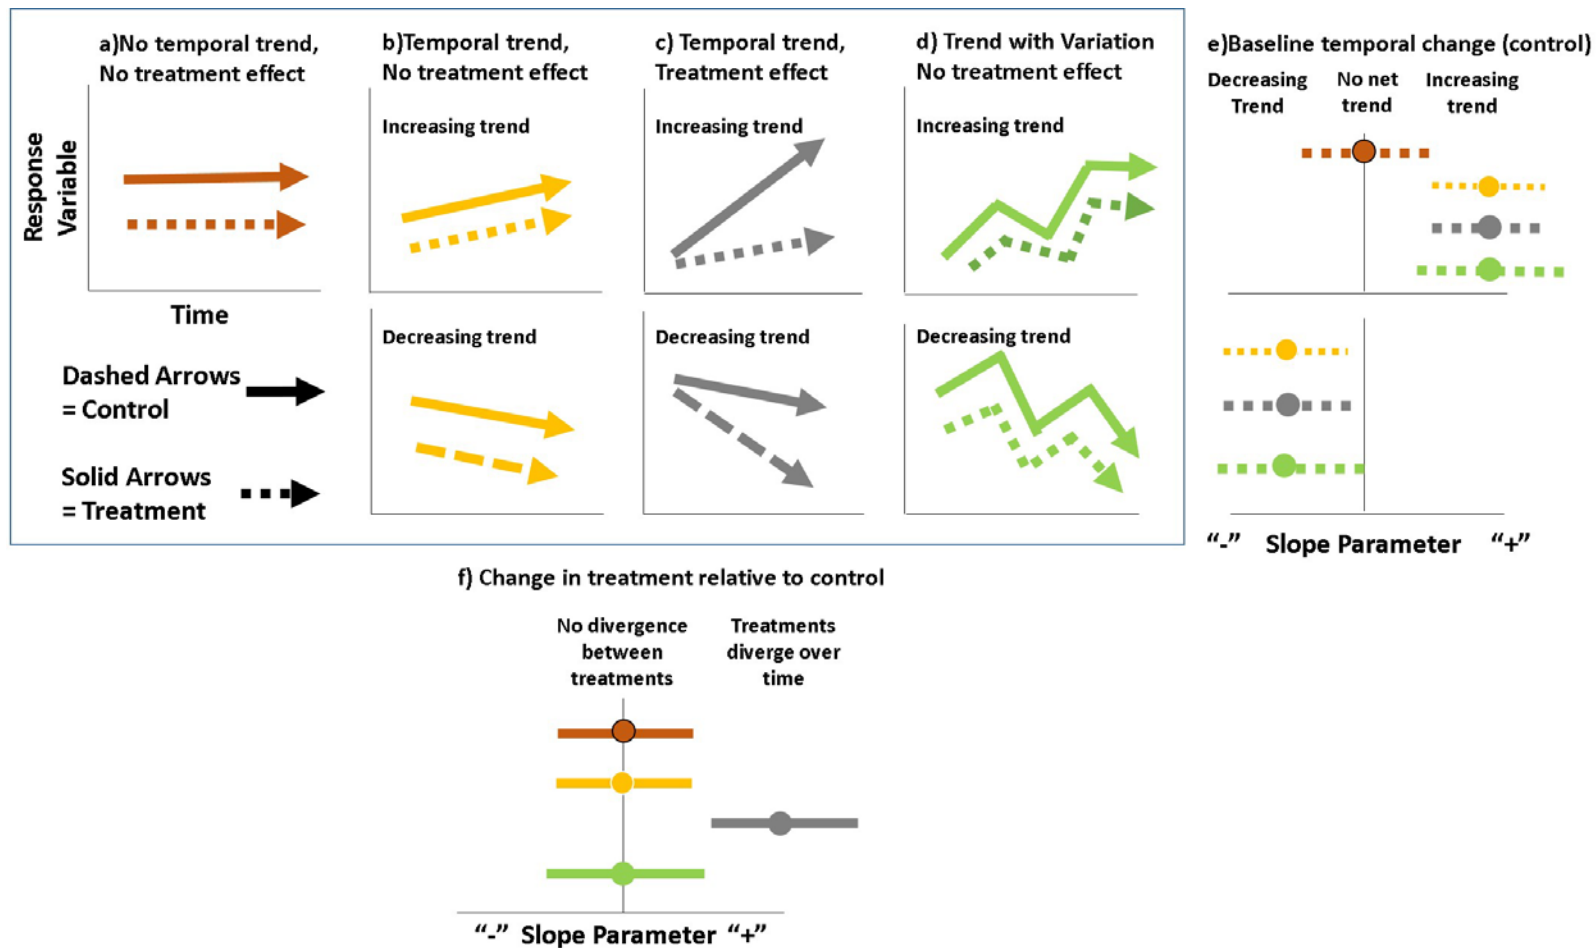 a)No temporal trend,
No treatment effect
b)Temporal trend,
No treatment effect
c) Temporal trend,
Treatment effect
d) Trend with Variation
No treatment effect
e)Baseline temporal change (control)
Decreasing
Trend
No net
trend
Increasing
trend
Response
Variable
Time
Increasing trend
Increasing trend
Increasing trend
Decreasing trend
Decreasing trend
Decreasing trend
Dashed Arrows
= Control
Solid Arrows
= Treatment
“-” Slope Parameter “+”
f) Change in treatment relative to control
No divergence
between
treatments
Treatments
diverge over
time
“-” Slope Parameter “+”